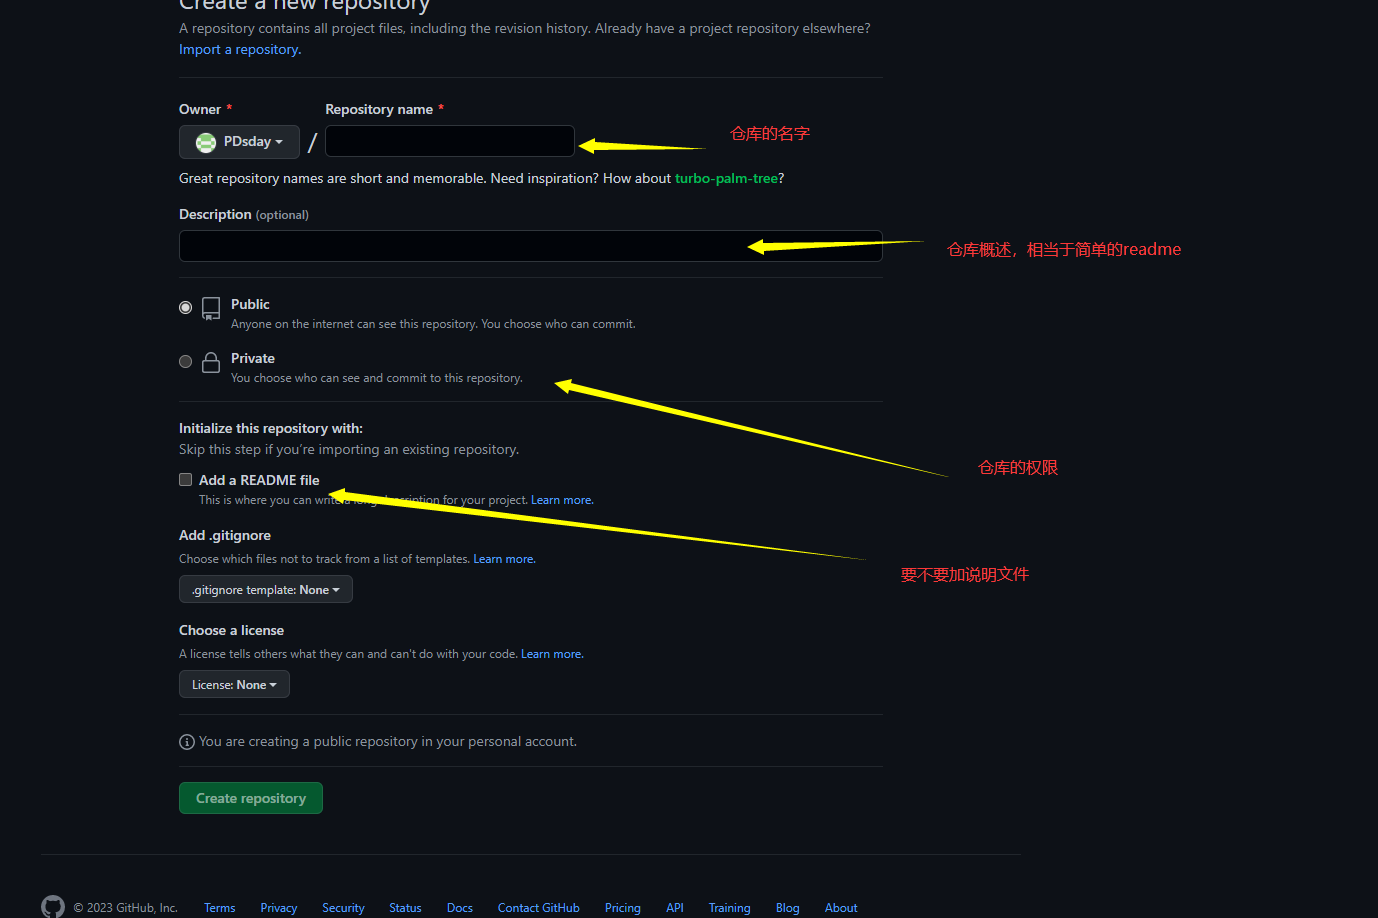 Create a new repository
A repository contains all project files, including the revision history. Already have a project repository elsewhere?
Import a repository.
Owner *
Repository name *
PDsday
/
仓库的名字
Great repository names are short and memorable. Need inspiration? How about turbo-palm-tree?
Description (optional)
仓库概述，相当于简单的readme
Public
Anyone on the internet can see this repository. You choose who can commit.
Private
You choose who can see and commit to this repository.
Initialize this repository with:
Skip this step if you’re importing an existing repository.
仓库的权限
Add a README file
This is where you can write a long description for your project. Learn more.
Add .gitignore
Choose which files not to track from a list of templates. Learn more.
要不要加说明文件
.gitignore template: None
Choose a license
A license tells others what they can and can't do with your code. Learn more.
License: None
You are creating a public repository in your personal account.
Create repository
© 2023 GitHub, Inc. Terms Privacy Security Status Docs Contact GitHub Pricing API Training Blog About